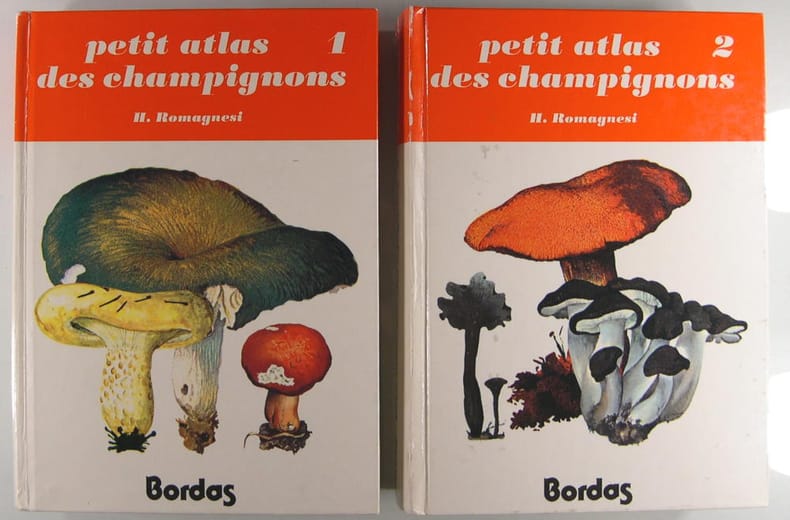 petit atlas 1
des champignons
H. Romagnesi
Bordas
petit atlas 2
des champignons
H. Romagnesi
Bordas